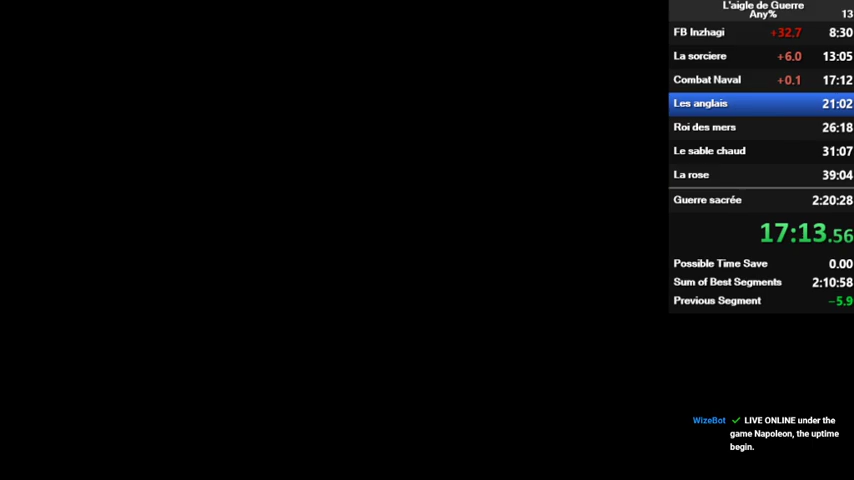 L'aigle de Guerre
Any% 13
FB Inzhagi +32.7 8:30
La sorciere +6.0 13:05
Combat Naval +0.1 17:12
Les anglais 21:02
Roi des mers 26:18
Le sable chaud 31:07
La rose 39:04
Guerre sacrée 2:20:28
17:13.56
Possible Time Save 0.00
Sum of Best Segments 2:10:58
Previous Segment −5.9
WizeBot ✓ LIVE ONLINE under the
game Napoleon, the uptime
begin.